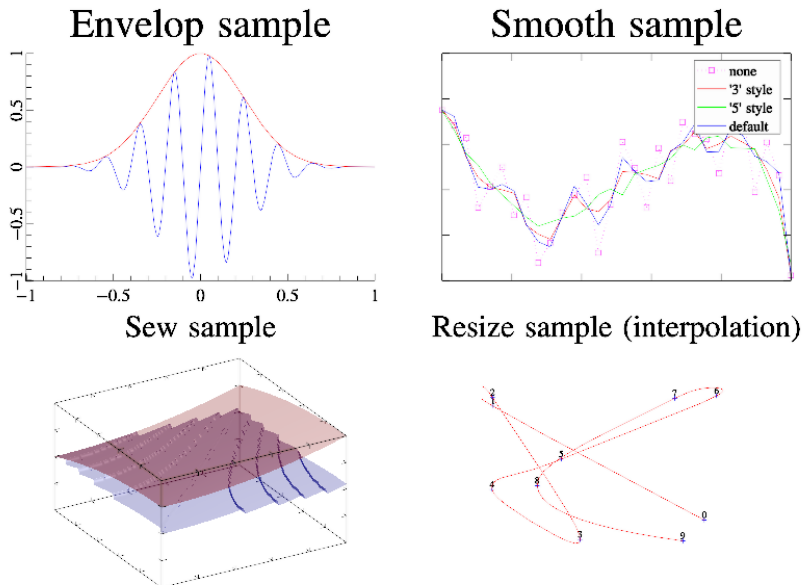 Envelop sample
1
0.5
0
−0.5
−1
−1
−0.5
0
0.5
1
Smooth sample
none
'3' style
'5' style
default
Sew sample
Resize sample (interpolation)
2
1
7
6
5
4
8
0
3
9